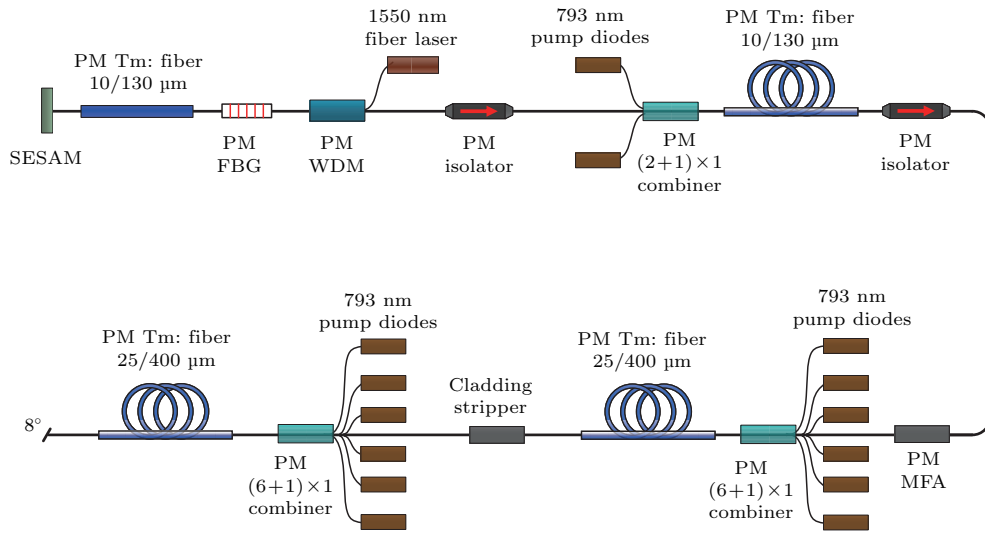 1550 nm
fiber laser
793 nm
pump diodes
PM Tm: fiber
10/130 µm
PM Tm: fiber
10/130 µm
SESAM
PM
FBG
PM
WDM
PM
isolator
PM
(2+1)×1
combiner
PM
isolator
793 nm
pump diodes
793 nm
pump diodes
PM Tm: fiber
25/400 µm
PM Tm: fiber
25/400 µm
Cladding
stripper
8°
PM
(6+1)×1
combiner
PM
(6+1)×1
combiner
PM
MFA